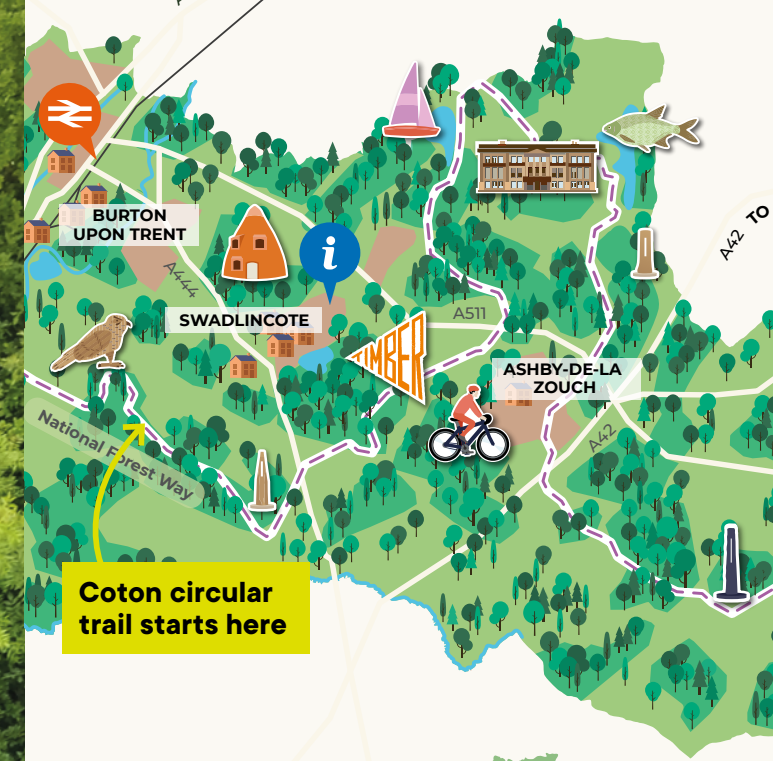 A42 TO
BURTON
UPON TRENT
A444
i
SWADLINCOTE
A511
TIMBER
ASHBY-DE-LA
ZOUCH
National Forest Way
A42
Coton circular
trail starts here